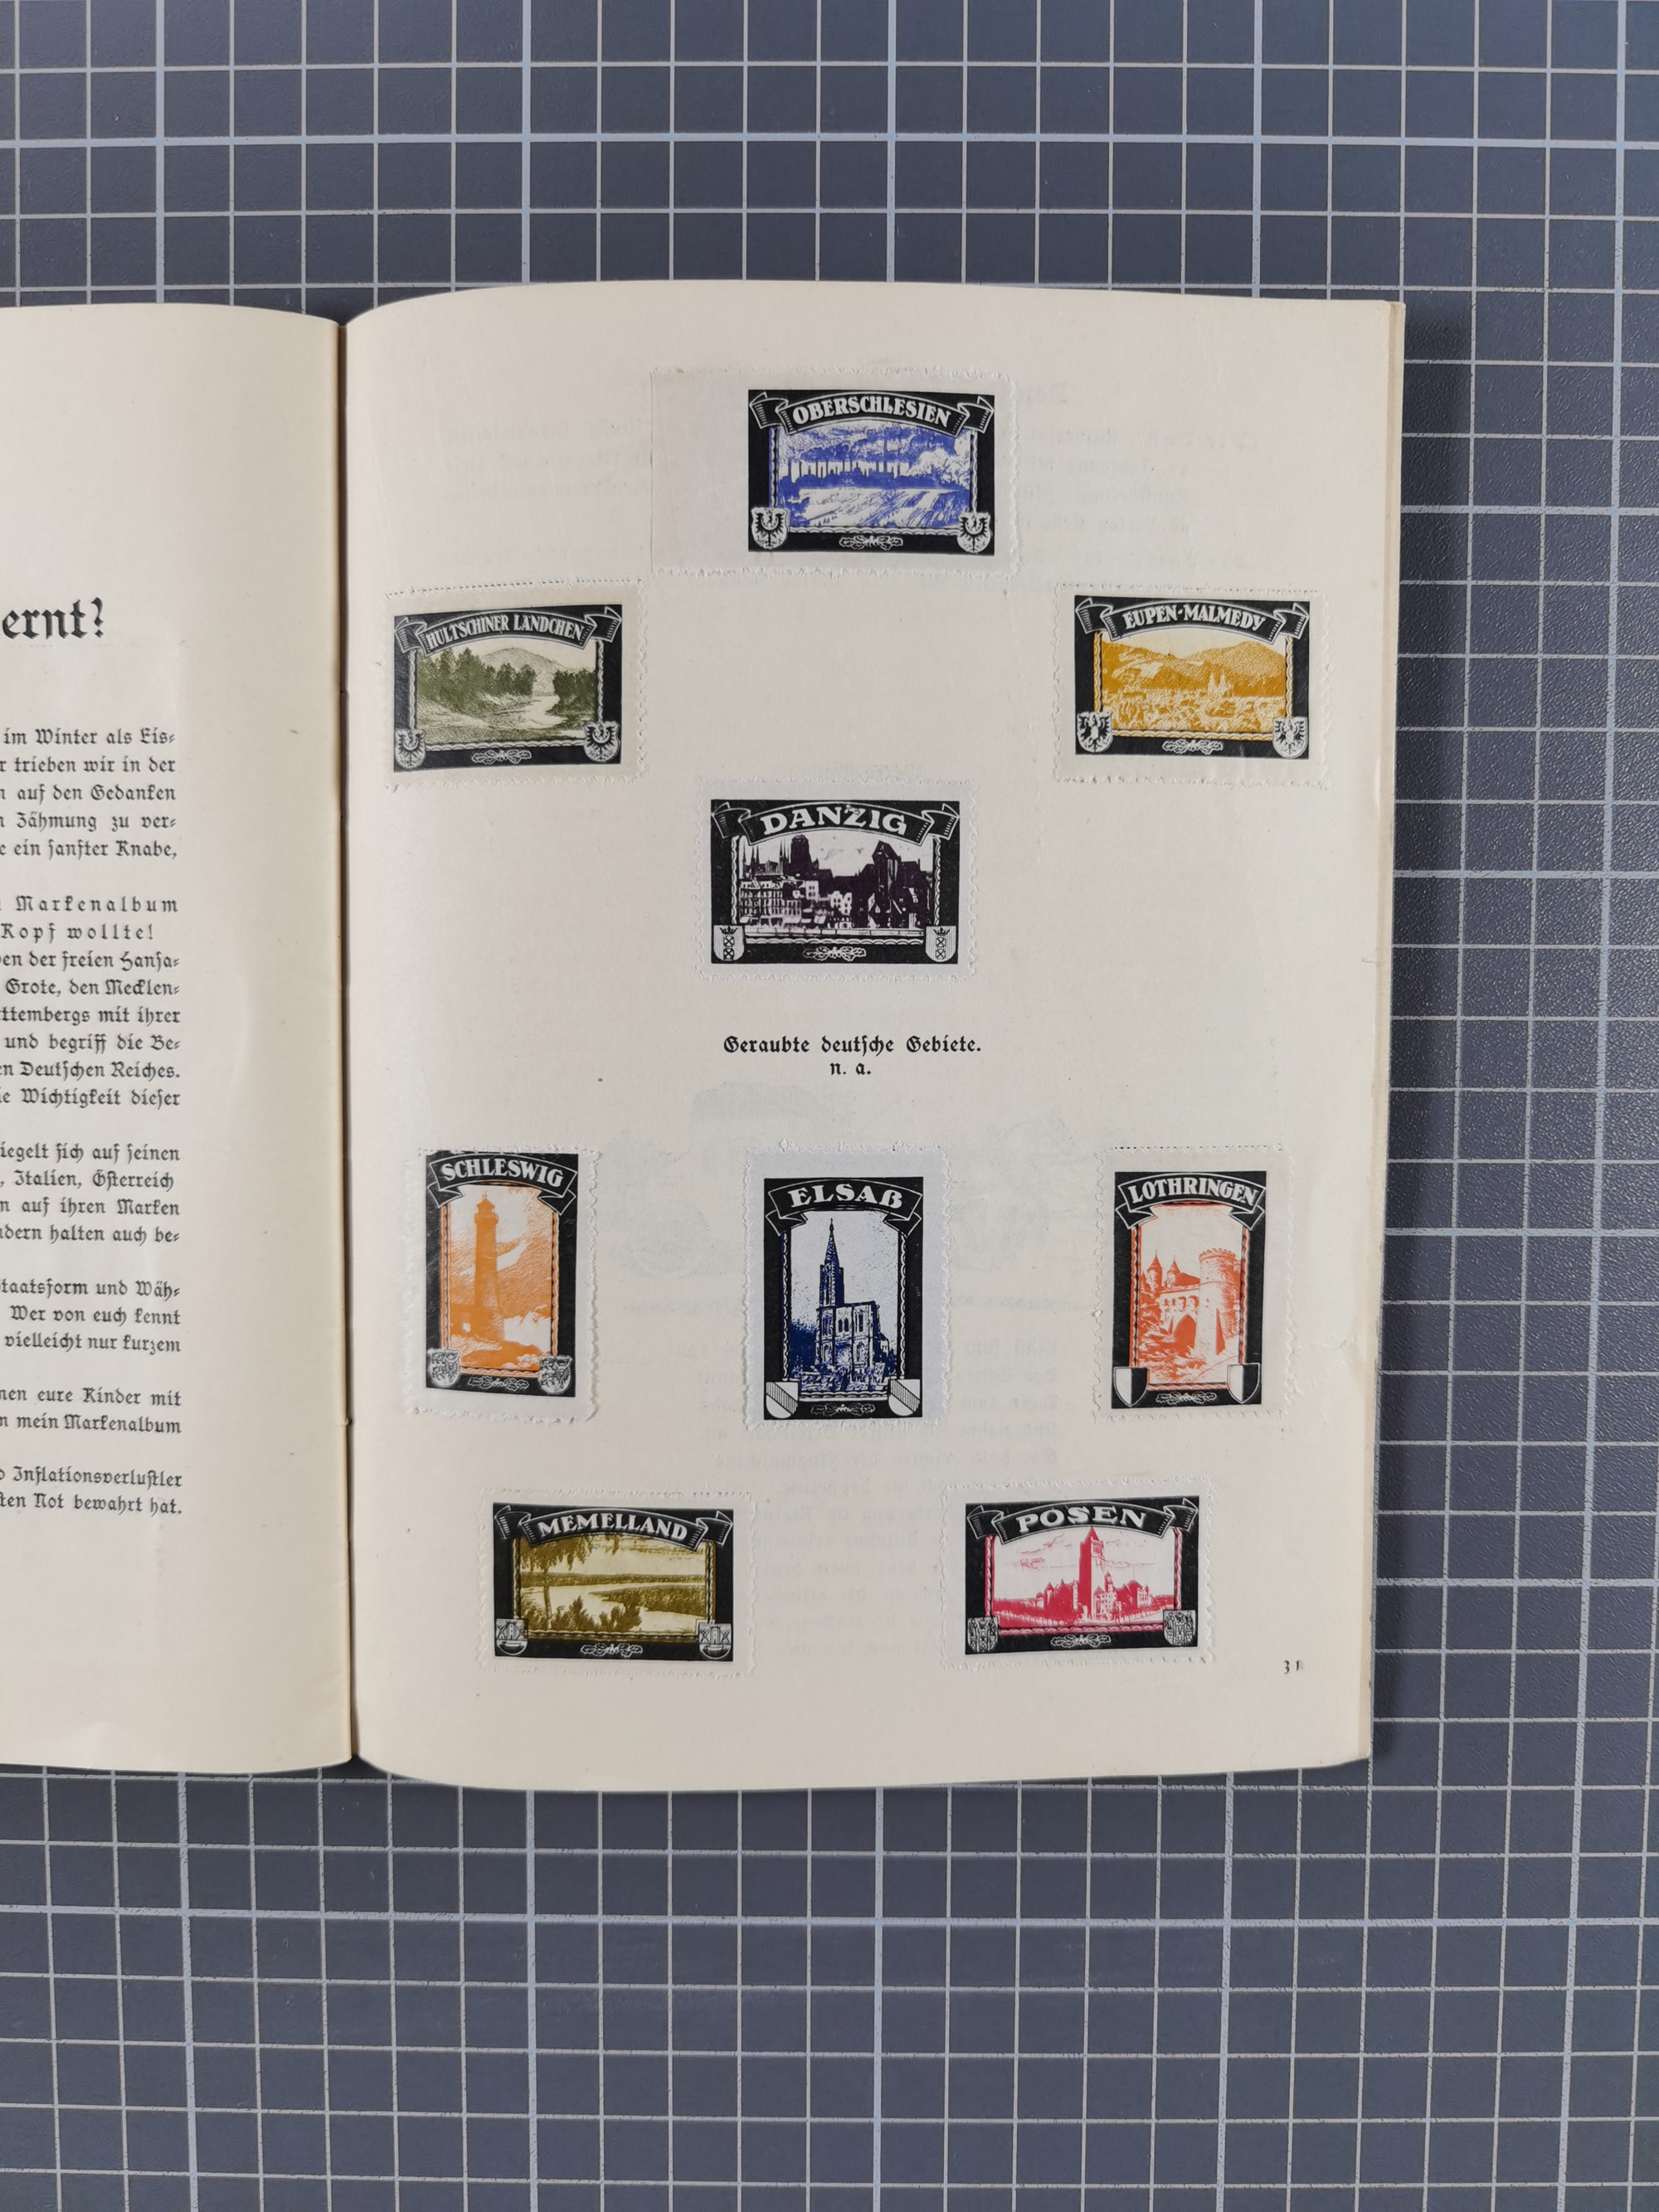 ernt?
im Winter als Eis⸗
r trieben wir in der
n auf den Gedanken
n Zähmung zu ver⸗
e ein sanfter Knabe,
Markenalbum
Kopf wollte!
en der freien Hansa⸗
Grote, den Mecklen⸗
ttembergs mit ihrer
und begriff die Be⸗
en Deutschen Reiches.
ie Wichtigkeit dieser
iegelt sich auf seinen
, Italien, Österreich
n auf ihren Marken
ndern halten auch be⸗
Staatsform und Wäh⸗
Wer von euch kennt
vielleicht nur kurzem
nen eure Kinder mit
n mein Markenalbum
Inflationsverlustler
ten Not bewahrt hat.
OBERSCHLESIEN
HULTSCHINER LÄNDCHEN
EUPEN-MALMEDY
DANZIG
Geraubte deutsche Gebiete.
n. a.
SCHLESWIG
ELSAß
LOTHRINGEN
MEMELLAND
POSEN
31